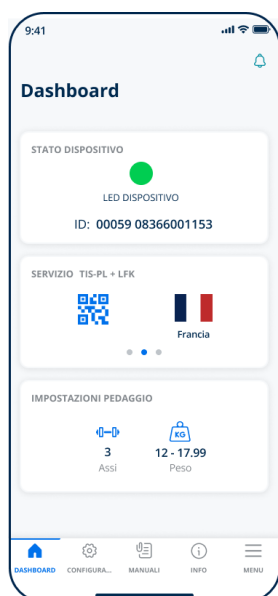 9:41
Dashboard
STATO DISPOSITIVO
LED DISPOSITIVO
ID: 00059 08366001153
SERVIZIO TIS-PL + LFK
Francia
IMPOSTAZIONI PEDAGGIO
KG
3 12 - 17.99
Assi Peso
DASHBOARD CONFIGURA... MANUALI INFO MENU